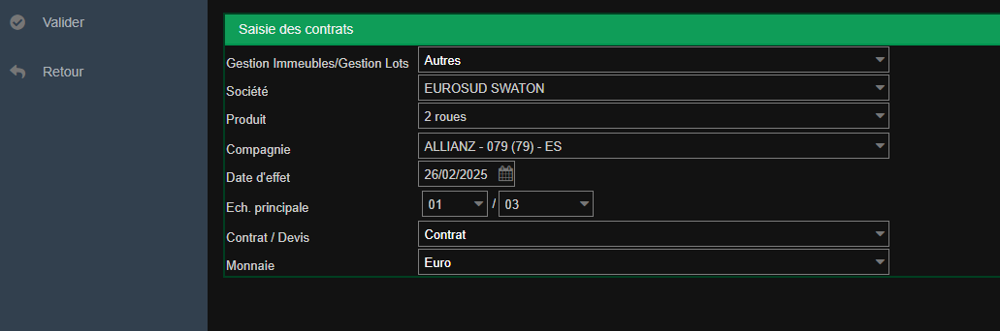 Valider
Retour
Saisie des contrats
Gestion Immeubles/Gestion Lots Autres
Société EUROSUD SWATON
Produit 2 roues
Compagnie ALLIANZ - 079 (79) - ES
Date d'effet 26/02/2025
Ech. principale 01 / 03
Contrat / Devis Contrat
Monnaie Euro